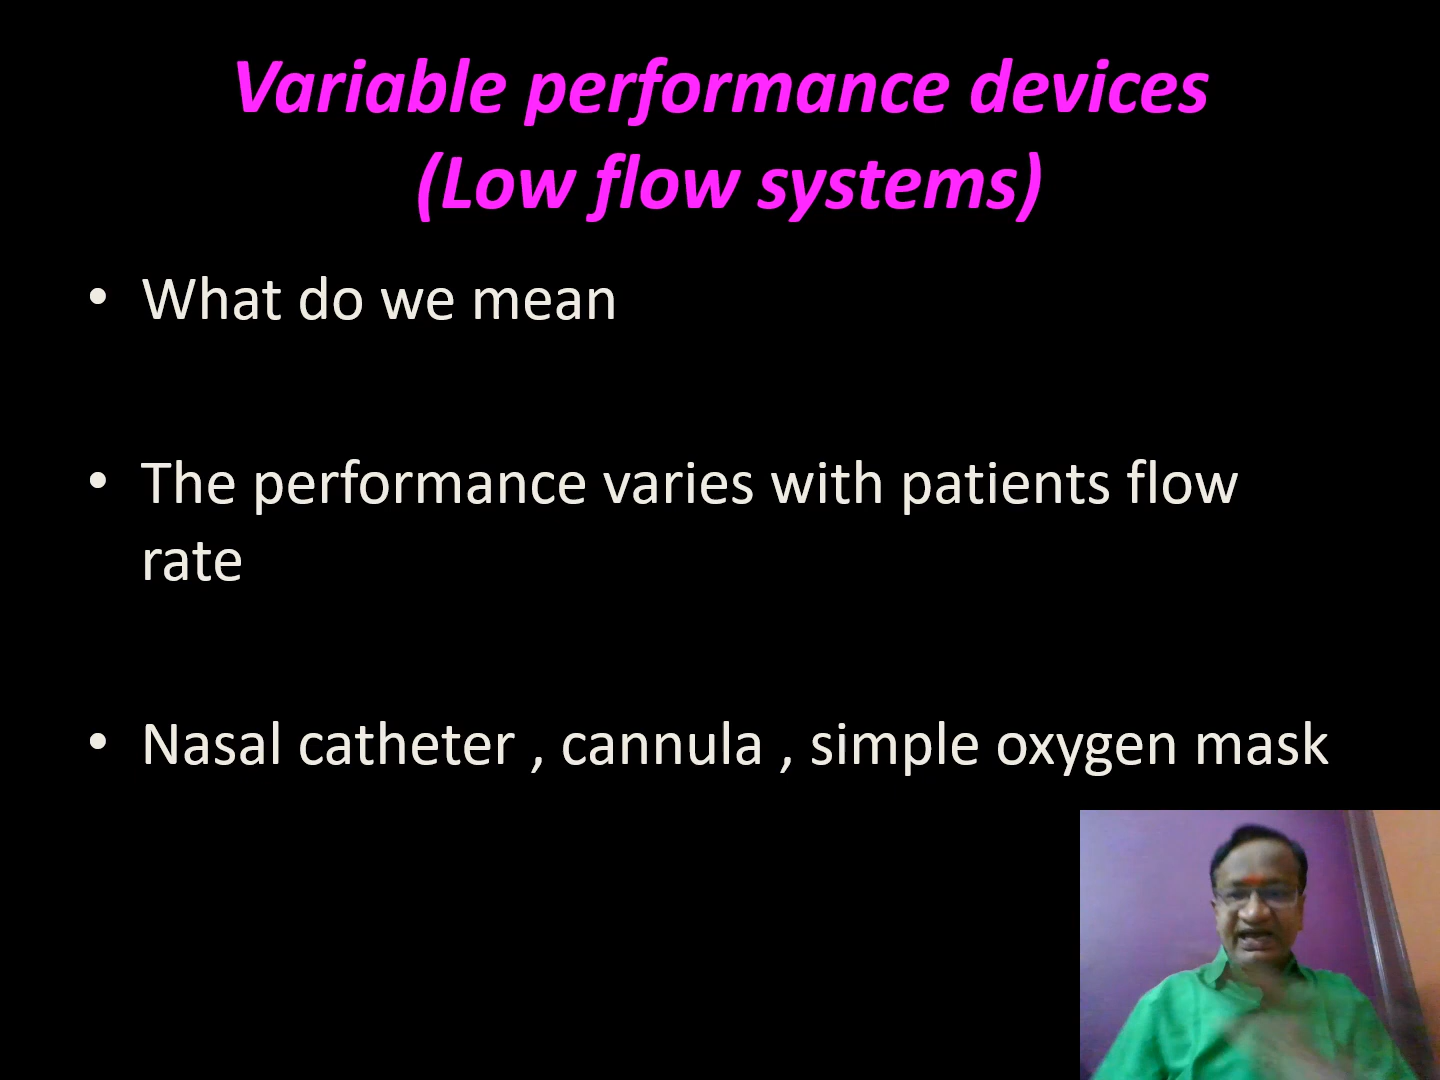 Variable performance devices
(Low flow systems)
• What do we mean
• The performance varies with patients flow
rate
• Nasal catheter , cannula , simple oxygen mask